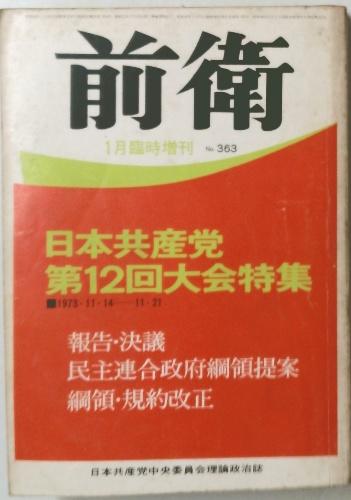 前衛
1月臨時増刊 No. 363
日本共産党
第12回大会特集
■1973・11・14—11・21
報告・決議
民主連合政府綱領提案
綱領・規約改正
日本共産党中央委員会理論政治誌